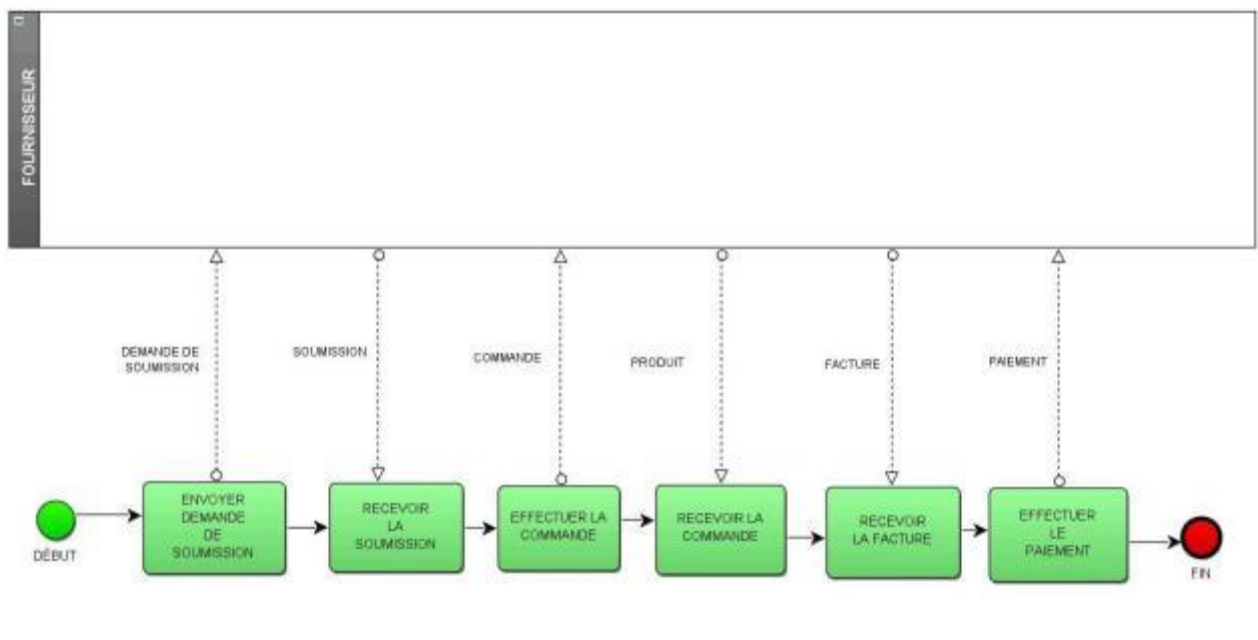 FOURNISSEUR
DEMANDE DE
SOUMISSION
SOUMISSION
COMMANDE
PRODUIT
FACTURE
PAIEMENT
DÉBUT
ENVOYER
DEMANDE
DE
SOUMISSION
RECEVOIR
LA
SOUMISSION
EFFECTUER LA
COMMANDE
RECEVOIR LA
COMMANDE
RECEVOIR
LA FACTURE
EFFECTUER
LE
PAIEMENT
FIN